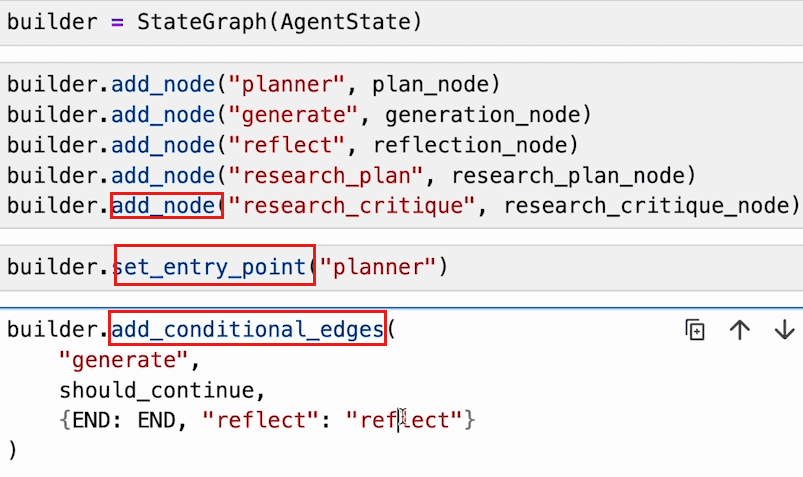 builder = StateGraph(AgentState)
builder.add_node("planner", plan_node)
builder.add_node("generate", generation_node)
builder.add_node("reflect", reflection_node)
builder.add_node("research_plan", research_plan_node)
builder.add_node("research_critique", research_critique_node)
builder.set_entry_point("planner")
builder.add_conditional_edges(
    "generate",
    should_continue,
    {END: END, "reflect": "reflect"}
)